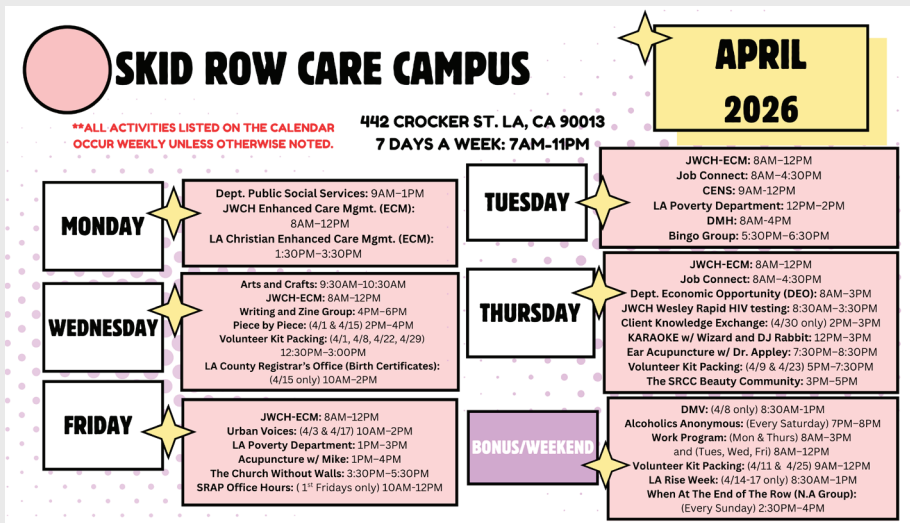 SKID ROW CARE CAMPUS
APRIL
2026
**ALL ACTIVITIES LISTED ON THE CALENDAR
OCCUR WEEKLY UNLESS OTHERWISE NOTED.
442 CROCKER ST. LA, CA 90013
7 DAYS A WEEK: 7AM-11PM
MONDAY
Dept. Public Social Services: 9AM–1PM
JWCH Enhanced Care Mgmt. (ECM):
8AM–12PM
LA Christian Enhanced Care Mgmt. (ECM):
1:30PM–3:30PM
TUESDAY
JWCH-ECM: 8AM–12PM
Job Connect: 8AM–4:30PM
CENS: 9AM-12PM
LA Poverty Department: 12PM–2PM
DMH: 8AM-4PM
Bingo Group: 5:30PM–6:30PM
WEDNESDAY
Arts and Crafts: 9:30AM–10:30AM
JWCH-ECM: 8AM–12PM
Writing and Zine Group: 4PM–6PM
Piece by Piece: (4/1 & 4/15) 2PM–4PM
Volunteer Kit Packing: (4/1, 4/8, 4/22, 4/29)
12:30PM–3:00PM
LA County Registrar's Office (Birth Certificates):
(4/15 only) 10AM–2PM
THURSDAY
JWCH-ECM: 8AM–12PM
Job Connect: 8AM–4:30PM
Dept. Economic Opportunity (DEO): 8AM–3PM
JWCH Wesley Rapid HIV testing: 8:30AM–3:30PM
Client Knowledge Exchange: (4/30 only) 2PM–3PM
KARAOKE w/ Wizard and DJ Rabbit: 12PM–3PM
Ear Acupuncture w/ Dr. Appley: 7:30PM–8:30PM
Volunteer Kit Packing: (4/9 & 4/23) 5PM–7:30PM
The SRCC Beauty Community: 3PM–5PM
FRIDAY
JWCH-ECM: 8AM–12PM
Urban Voices: (4/3 & 4/17) 10AM–2PM
LA Poverty Department: 1PM–3PM
Acupuncture w/ Mike: 1PM–4PM
The Church Without Walls: 3:30PM–5:30PM
SRAP Office Hours: ( 1st Fridays only) 10AM-12PM
BONUS/WEEKEND
DMV: (4/8 only) 8:30AM-1PM
Alcoholics Anonymous: (Every Saturday) 7PM–8PM
Work Program: (Mon & Thurs) 8AM–3PM
and (Tues, Wed, Fri) 8AM–12PM
Volunteer Kit Packing: (4/11 & 4/25) 9AM–12PM
LA Rise Week: (4/14-17 only) 8:30AM–1PM
When At The End of The Row (N.A Group):
(Every Sunday) 2:30PM–4PM